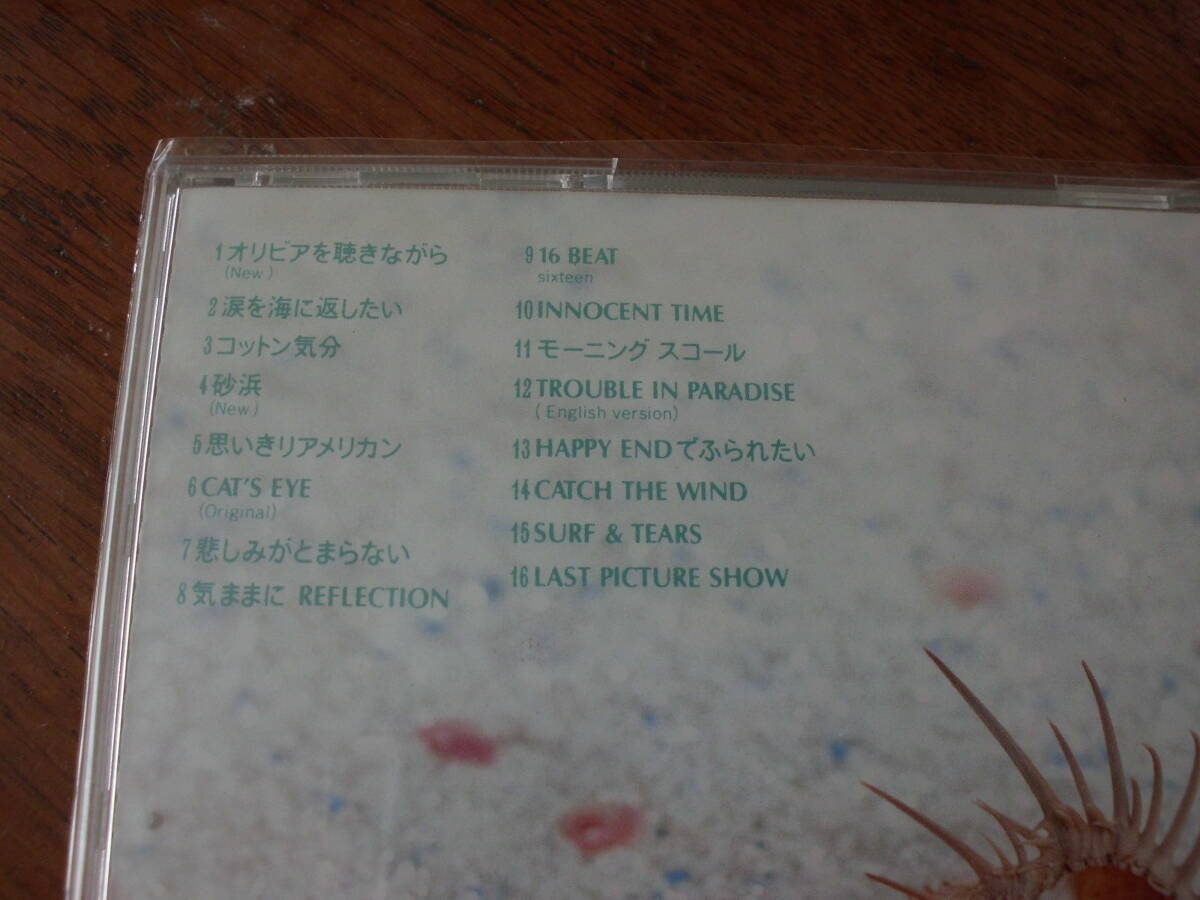 1 オリビアを聴きながら
(New)
2 涙を海に返したい
3 コットン気分
4 砂浜
(New)
5 思いきりアメリカン
6 CAT'S EYE
(Original)
7 悲しみがとまらない
8 気ままに REFLECTION
9 16 BEAT
sixteen
10 INNOCENT TIME
11 モーニング スコール
12 TROUBLE IN PARADISE
(English version)
13 HAPPY ENDでふられたい
14 CATCH THE WIND
15 SURF & TEARS
16 LAST PICTURE SHOW